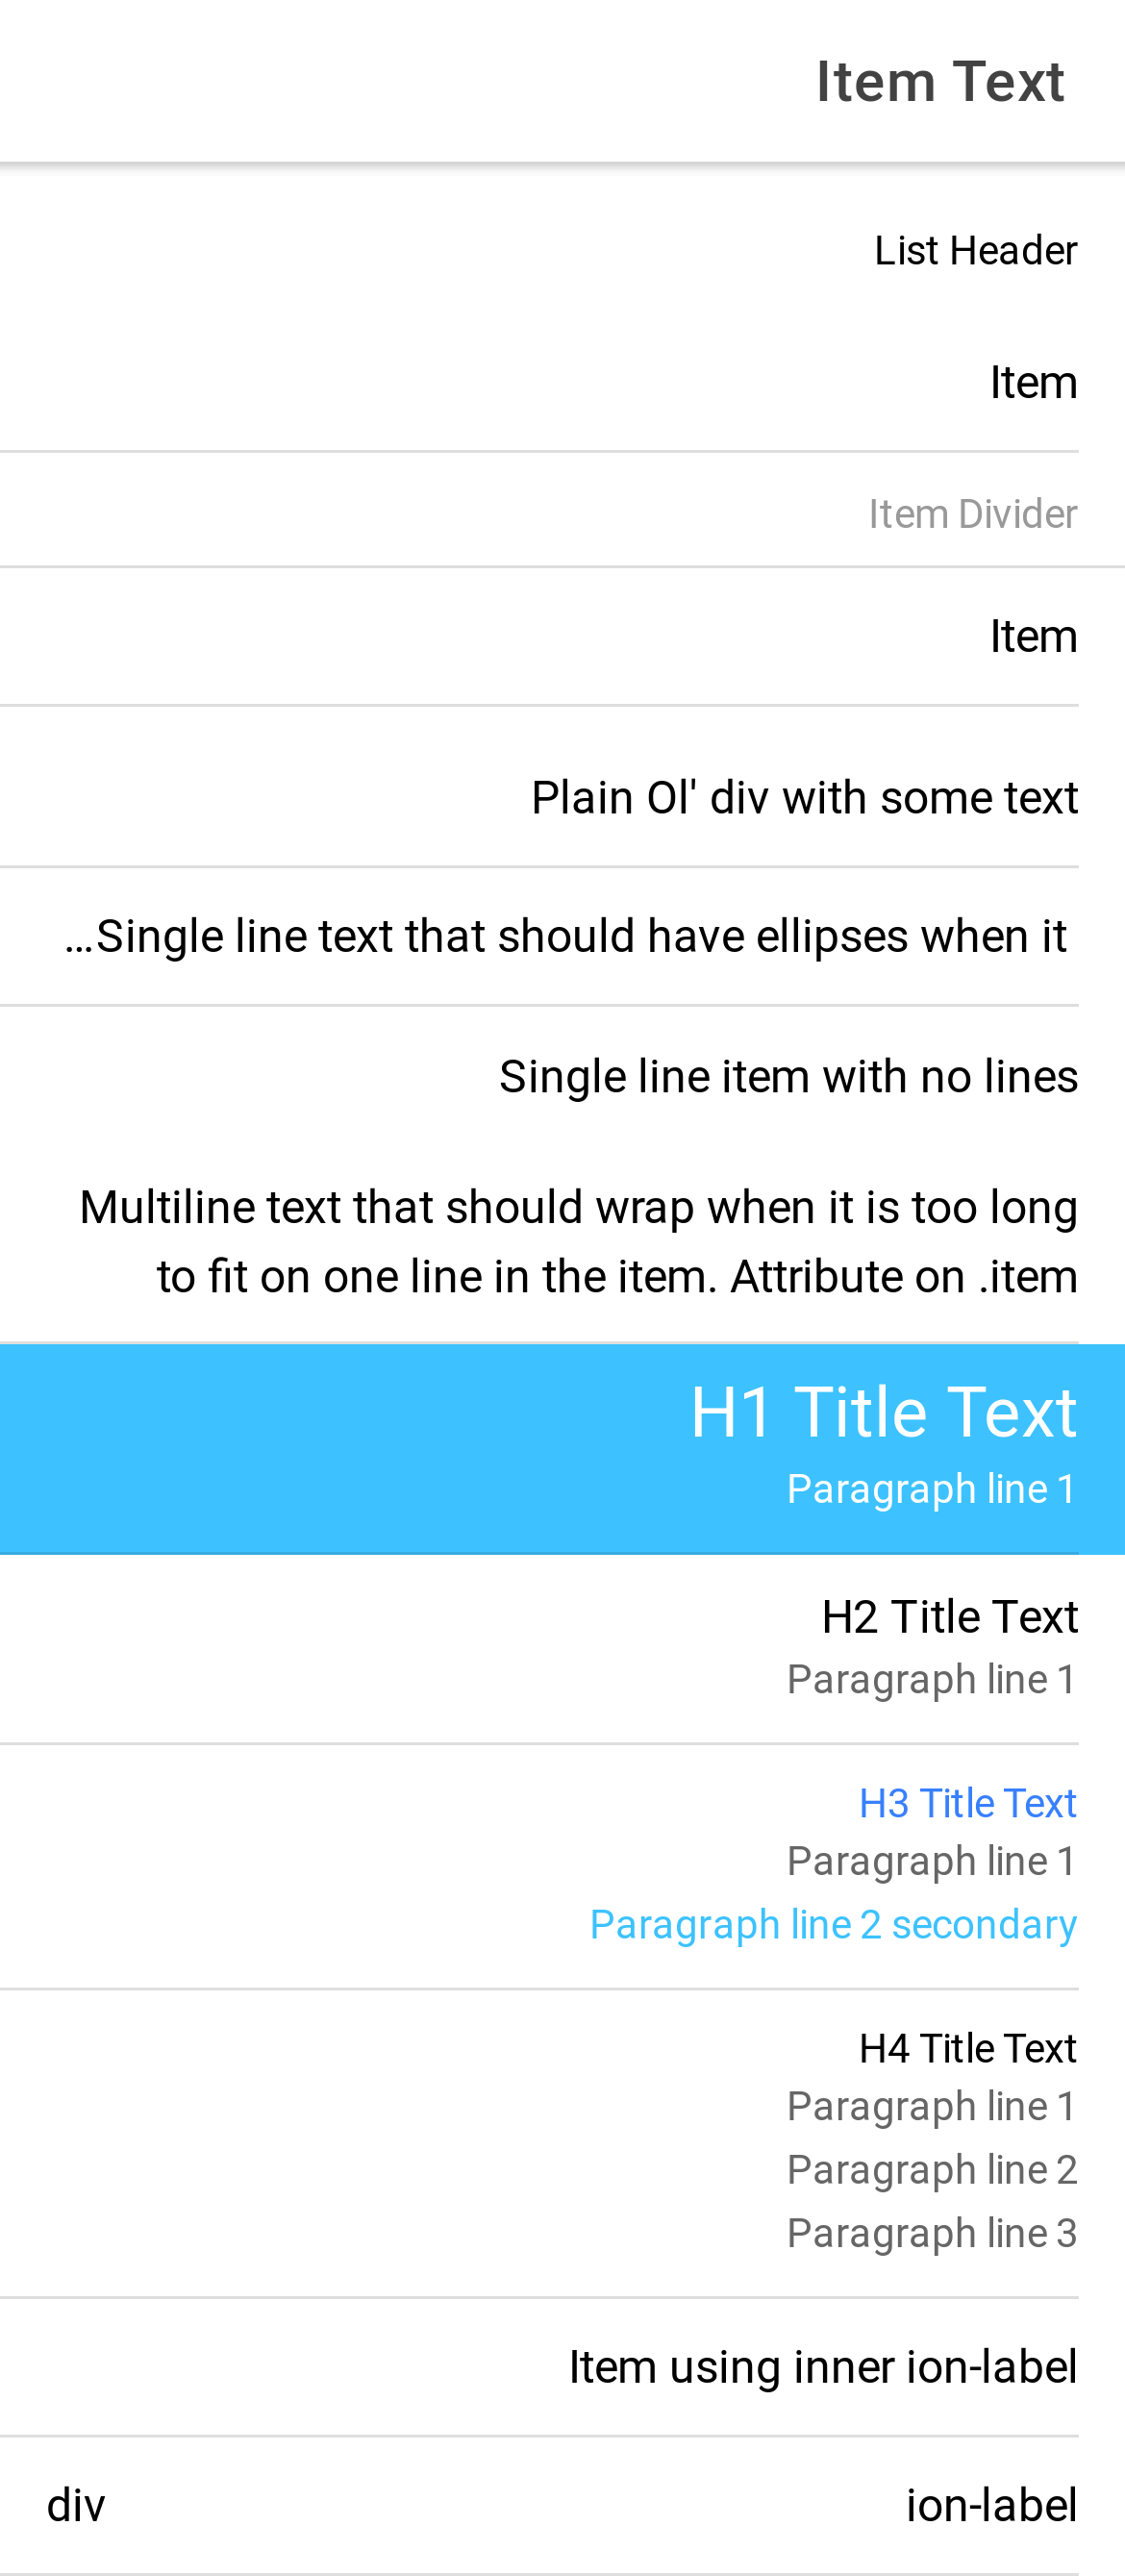 Item Text
List Header
Item
Item Divider
Item
Plain Ol' div with some text
...Single line text that should have ellipses when it
Single line item with no lines
Multiline text that should wrap when it is too long
to fit on one line in the item. Attribute on .item
H1 Title Text
Paragraph line 1
H2 Title Text
Paragraph line 1
H3 Title Text
Paragraph line 1
Paragraph line 2 secondary
H4 Title Text
Paragraph line 1
Paragraph line 2
Paragraph line 3
Item using inner ion-label
div ion-label